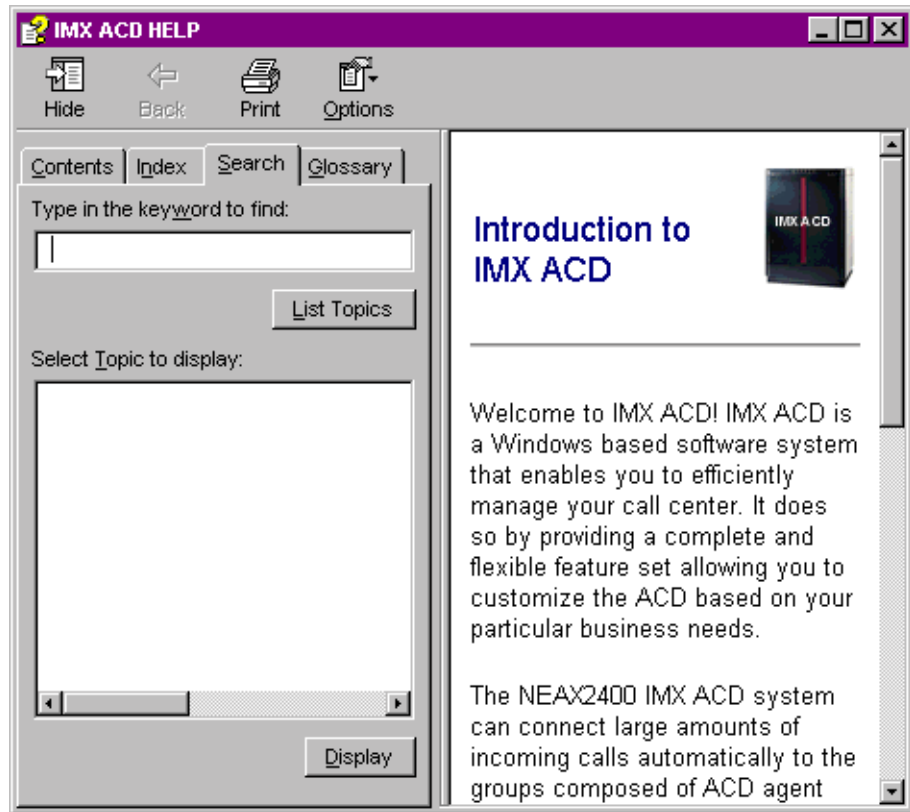 IMX ACD HELP
Hide Back Print Options
Contents Index Search Glossary
Type in the keyword to find:
List Topics
Select Topic to display:
Display
Introduction to
IMX ACD
IMX ACD
Welcome to IMX ACD! IMX ACD is
a Windows based software system
that enables you to efficiently
manage your call center. It does
so by providing a complete and
flexible feature set allowing you to
customize the ACD based on your
particular business needs.
The NEAX2400 IMX ACD system
can connect large amounts of
incoming calls automatically to the
groups composed of ACD agent